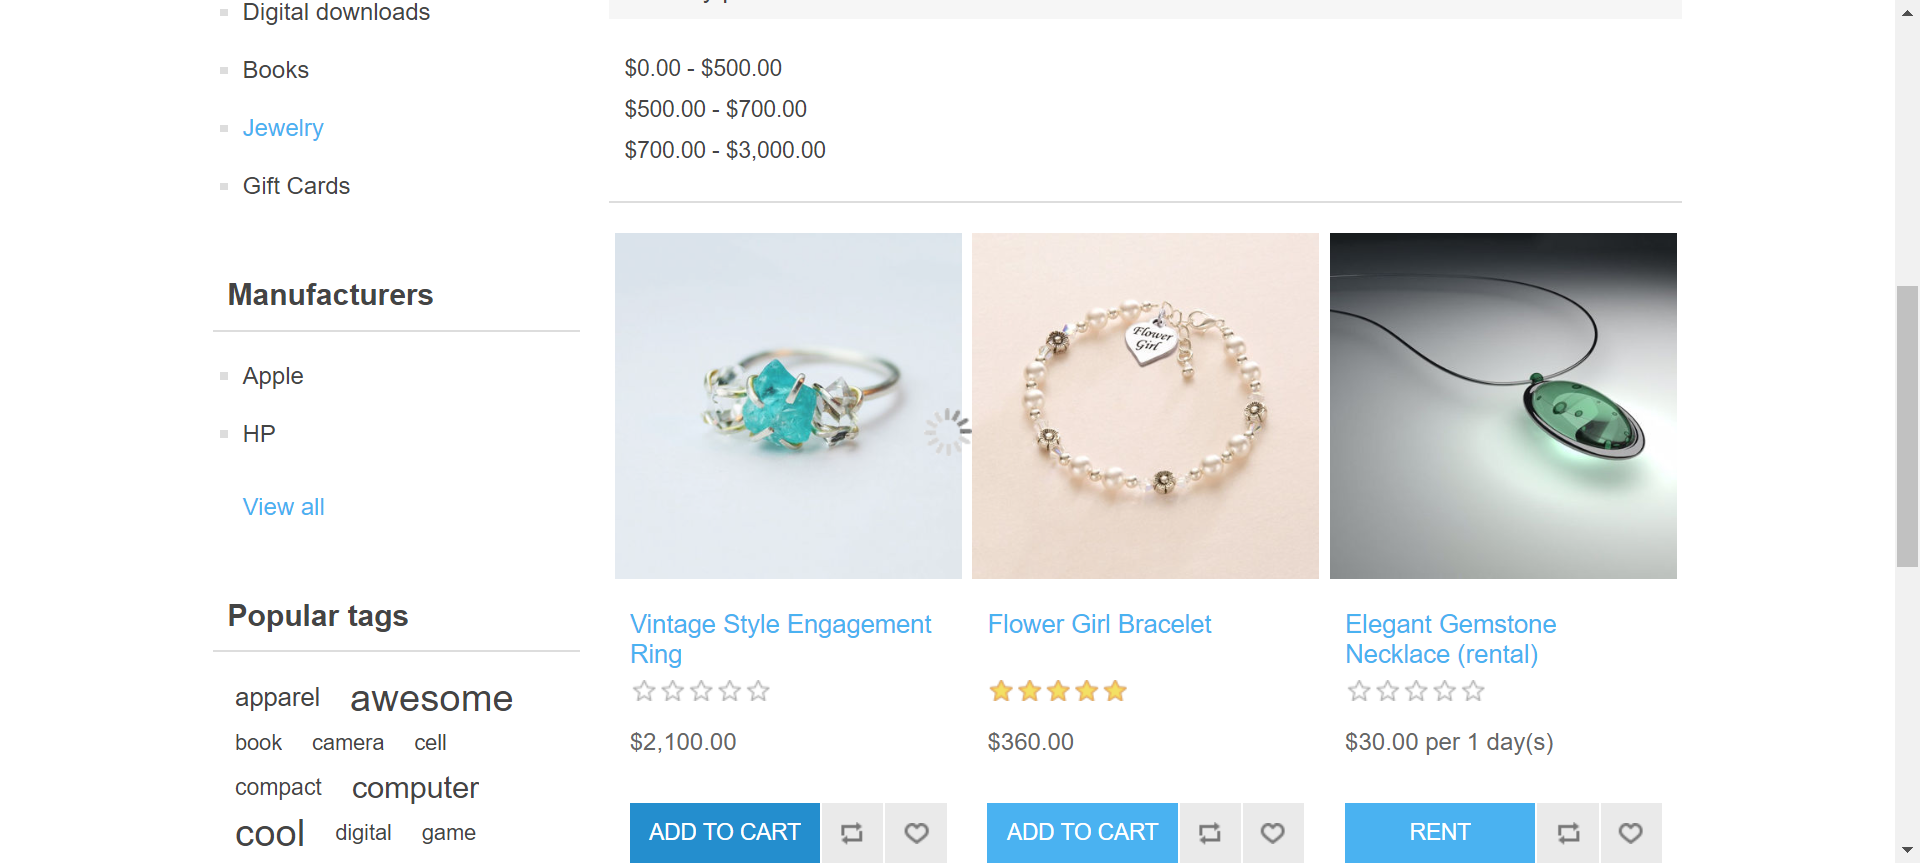 Digital downloads
Books
Jewelry
Gift Cards
Manufacturers
Apple
HP
View all
Popular tags
apparel awesome
book camera cell
compact computer
cool digital game
$0.00 - $500.00
$500.00 - $700.00
$700.00 - $3,000.00
Flower
Girl
Vintage Style Engagement
Ring
$2,100.00
ADD TO CART
Flower Girl Bracelet
$360.00
ADD TO CART
Elegant Gemstone
Necklace (rental)
$30.00 per 1 day(s)
RENT